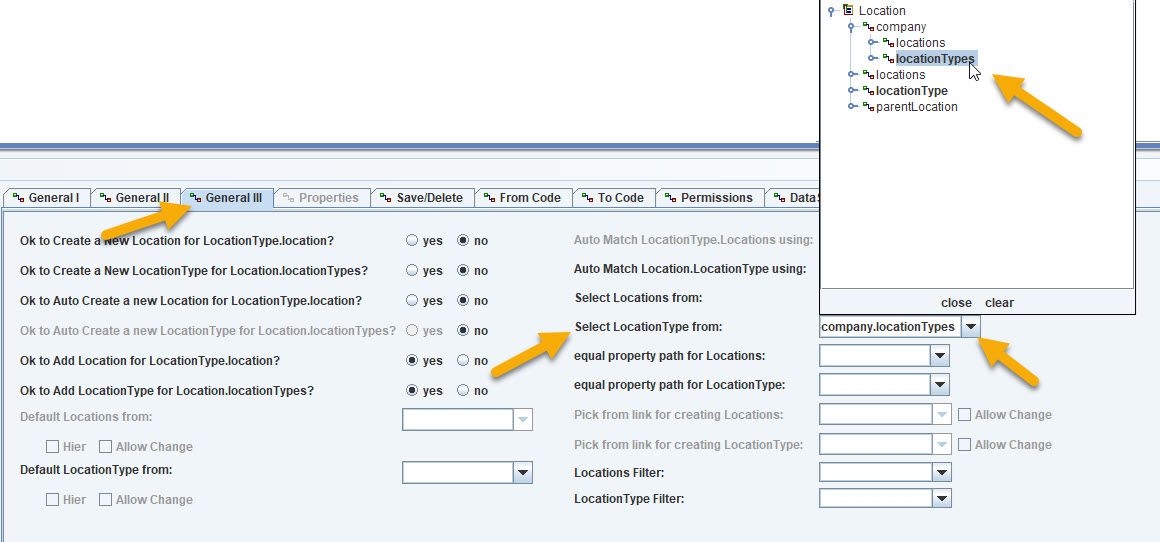 Location
company
locations
locationTypes
locations
locationType
parentLocation
close clear
General I General II General III Properties Save/Delete From Code To Code Permissions Data
Ok to Create a New Location for LocationType.location? yes no
Ok to Create a New LocationType for Location.locationTypes? yes no
Ok to Auto Create a new Location for LocationType.location? yes no
Ok to Auto Create a new LocationType for Location.locationTypes? yes no
Ok to Add Location for LocationType.location? yes no
Ok to Add LocationType for Location.locationTypes? yes no
Default Locations from:
Hier Allow Change
Default LocationType from:
Hier Allow Change
Auto Match LocationType.Locations using:
Auto Match Location.LocationType using:
Select Locations from:
Select LocationType from: company.locationTypes
equal property path for Locations:
equal property path for LocationType:
Pick from link for creating Locations: Allow Change
Pick from link for creating LocationType: Allow Change
Locations Filter:
LocationType Filter: